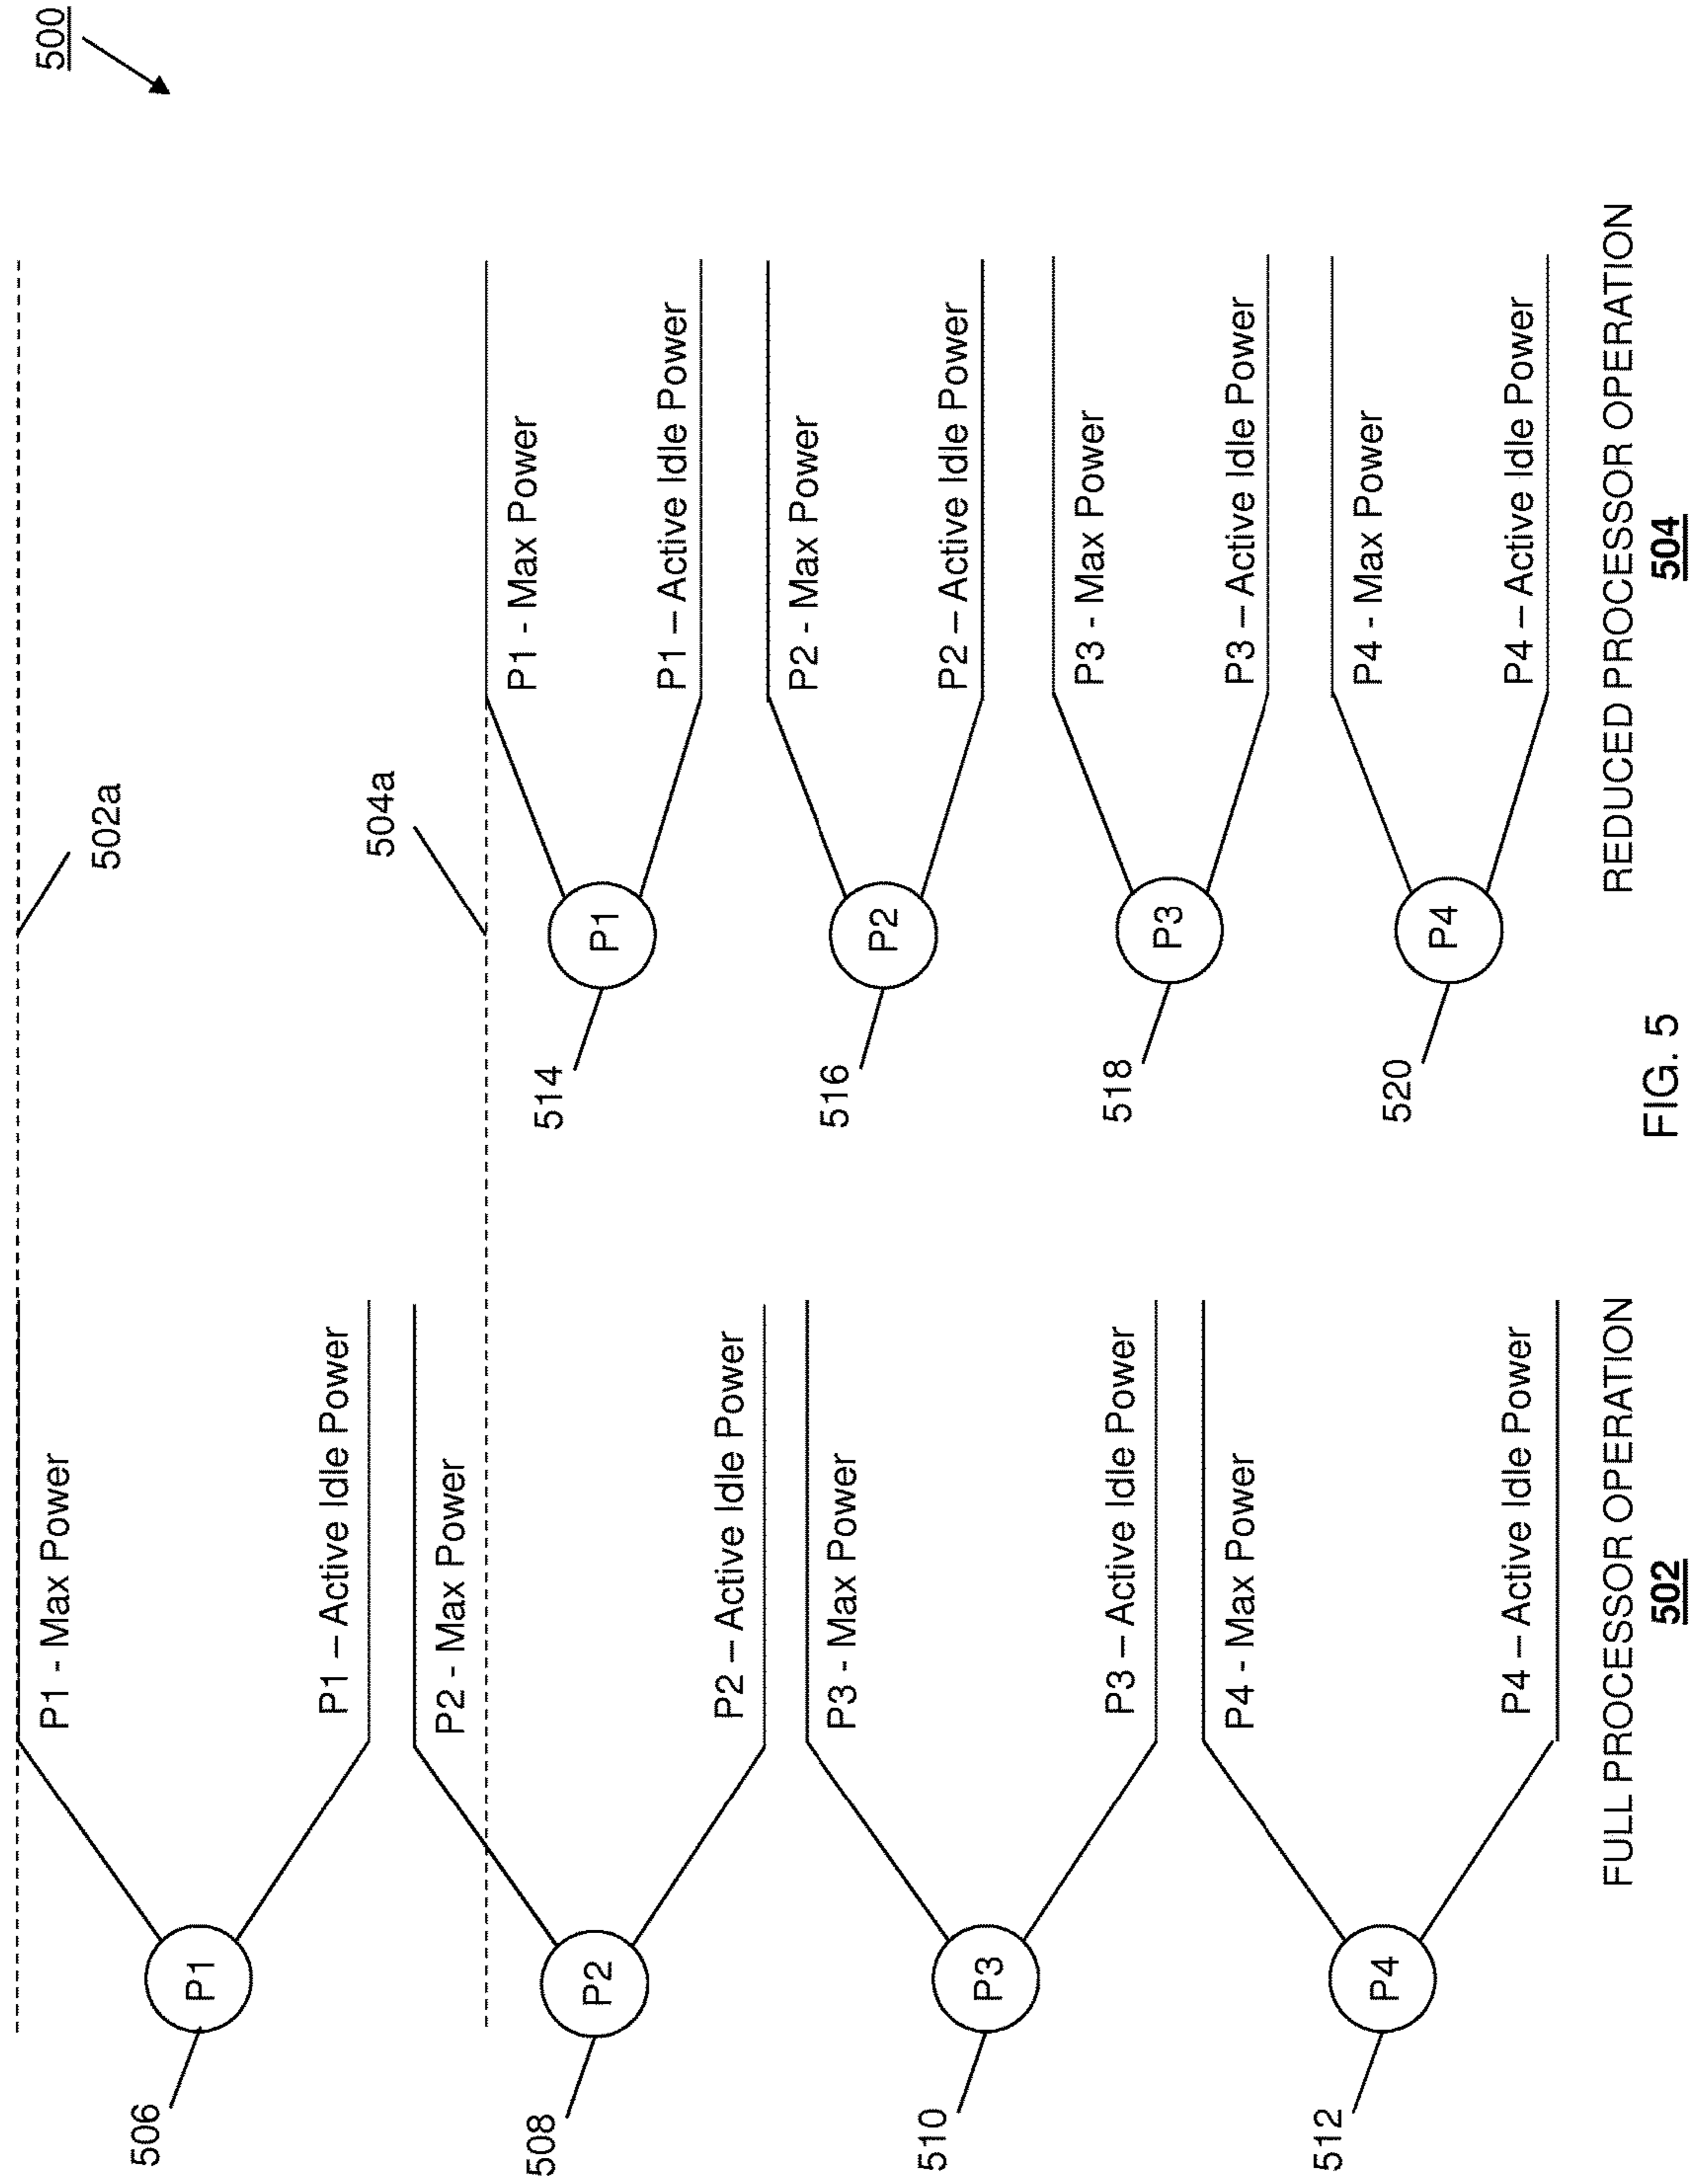 500
502a
504a
506
P1
P1 - Max Power
P1 – Active Idle Power
508
P2
P2 - Max Power
P2 – Active Idle Power
510
P3
P3 - Max Power
P3 – Active Idle Power
512
P4
P4 - Max Power
P4 – Active Idle Power
FULL PROCESSOR OPERATION
502
514
P1
P1 - Max Power
P1 – Active Idle Power
516
P2
P2 - Max Power
P2 – Active Idle Power
518
P3
P3 - Max Power
P3 – Active Idle Power
520
P4
P4 - Max Power
P4 – Active Idle Power
REDUCED PROCESSOR OPERATION
504
FIG. 5